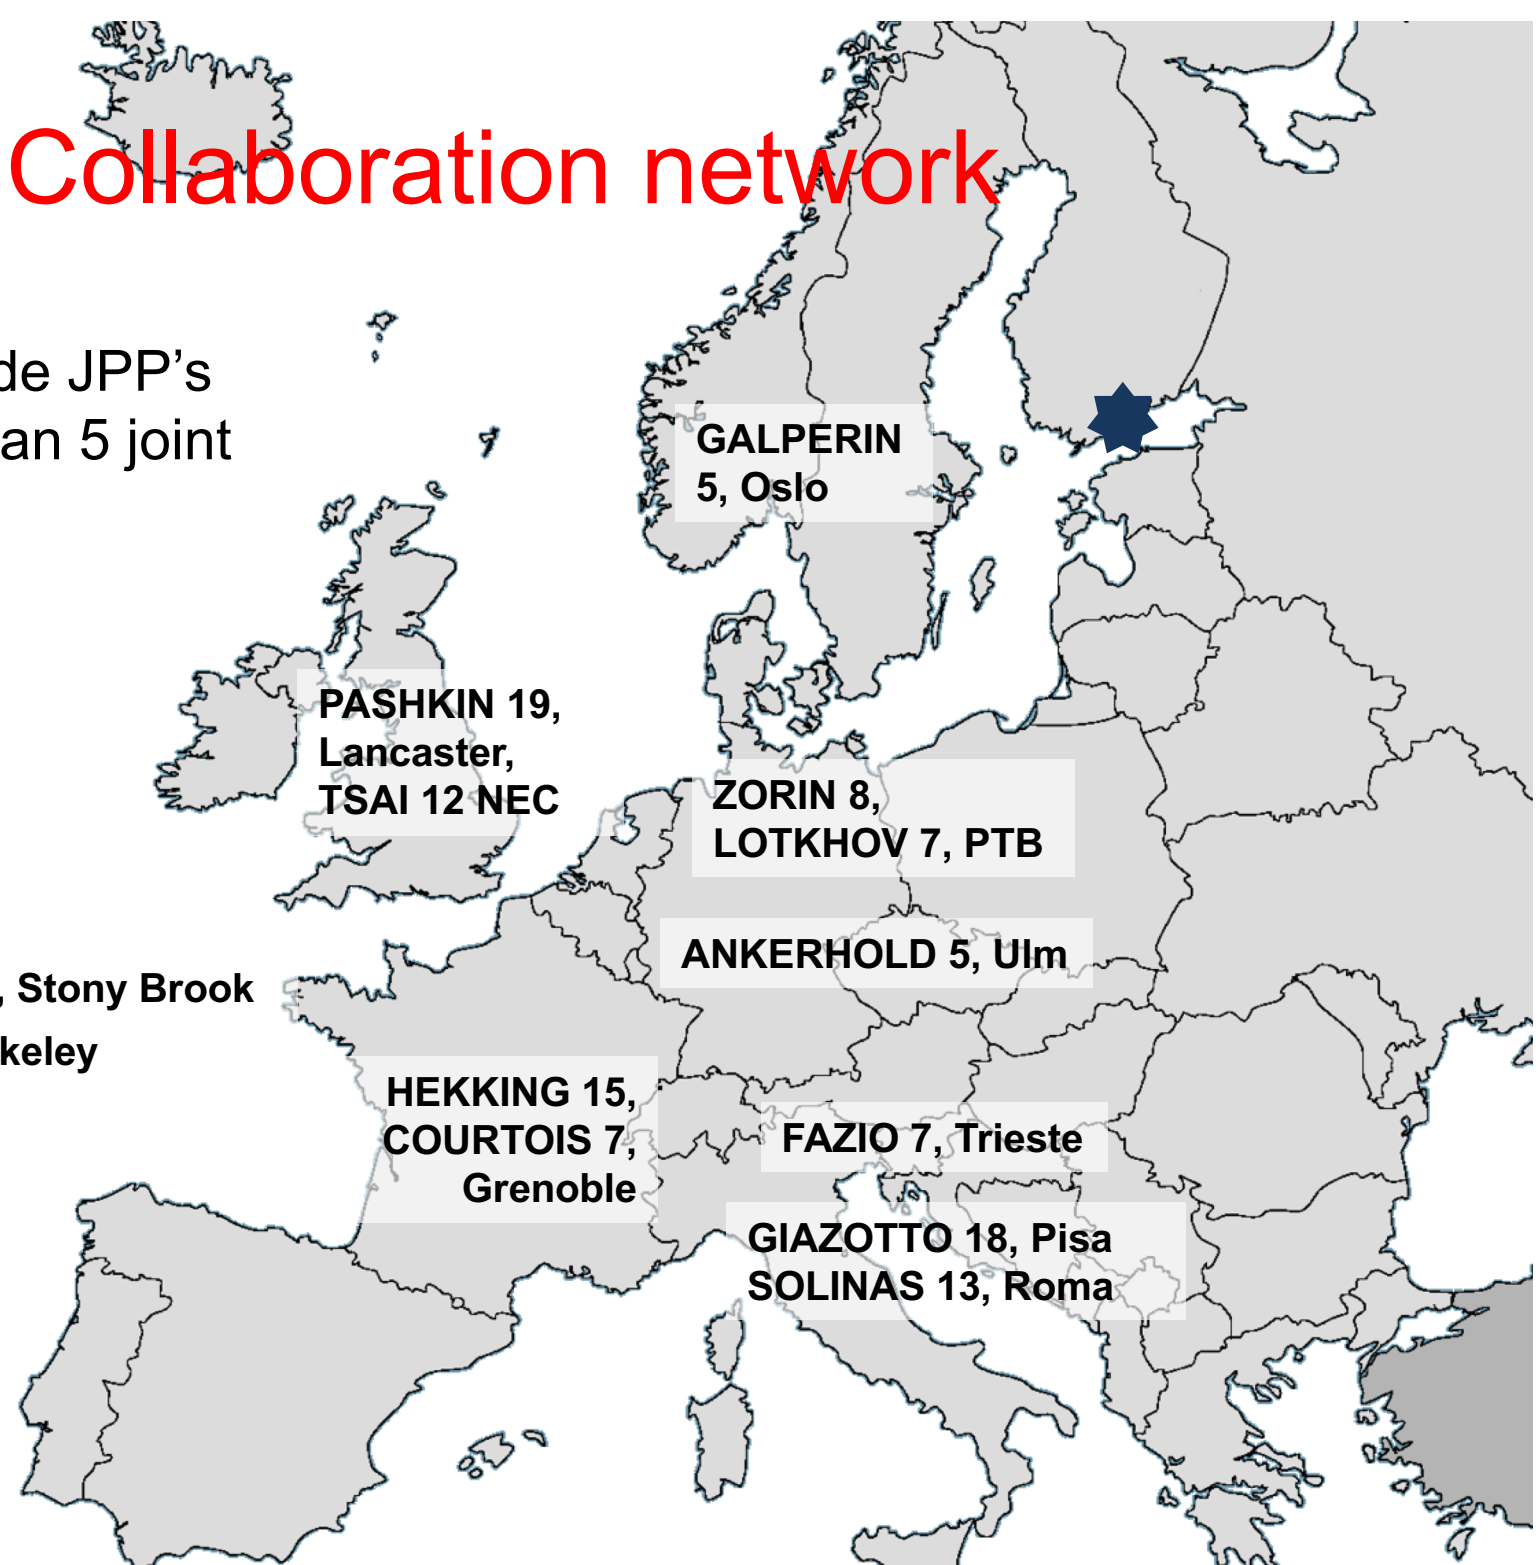 Collaboration network
de JPP's
an 5 joint
GALPERIN
5, Oslo
PASHKIN 19,
Lancaster,
TSAI 12 NEC
ZORIN 8,
LOTKHOV 7, PTB
ANKERHOLD 5, Ulm
, Stony Brook
keley
HEKKING 15,
COURTOIS 7,
Grenoble
FAZIO 7, Trieste
GIAZOTTO 18, Pisa
SOLINAS 13, Roma